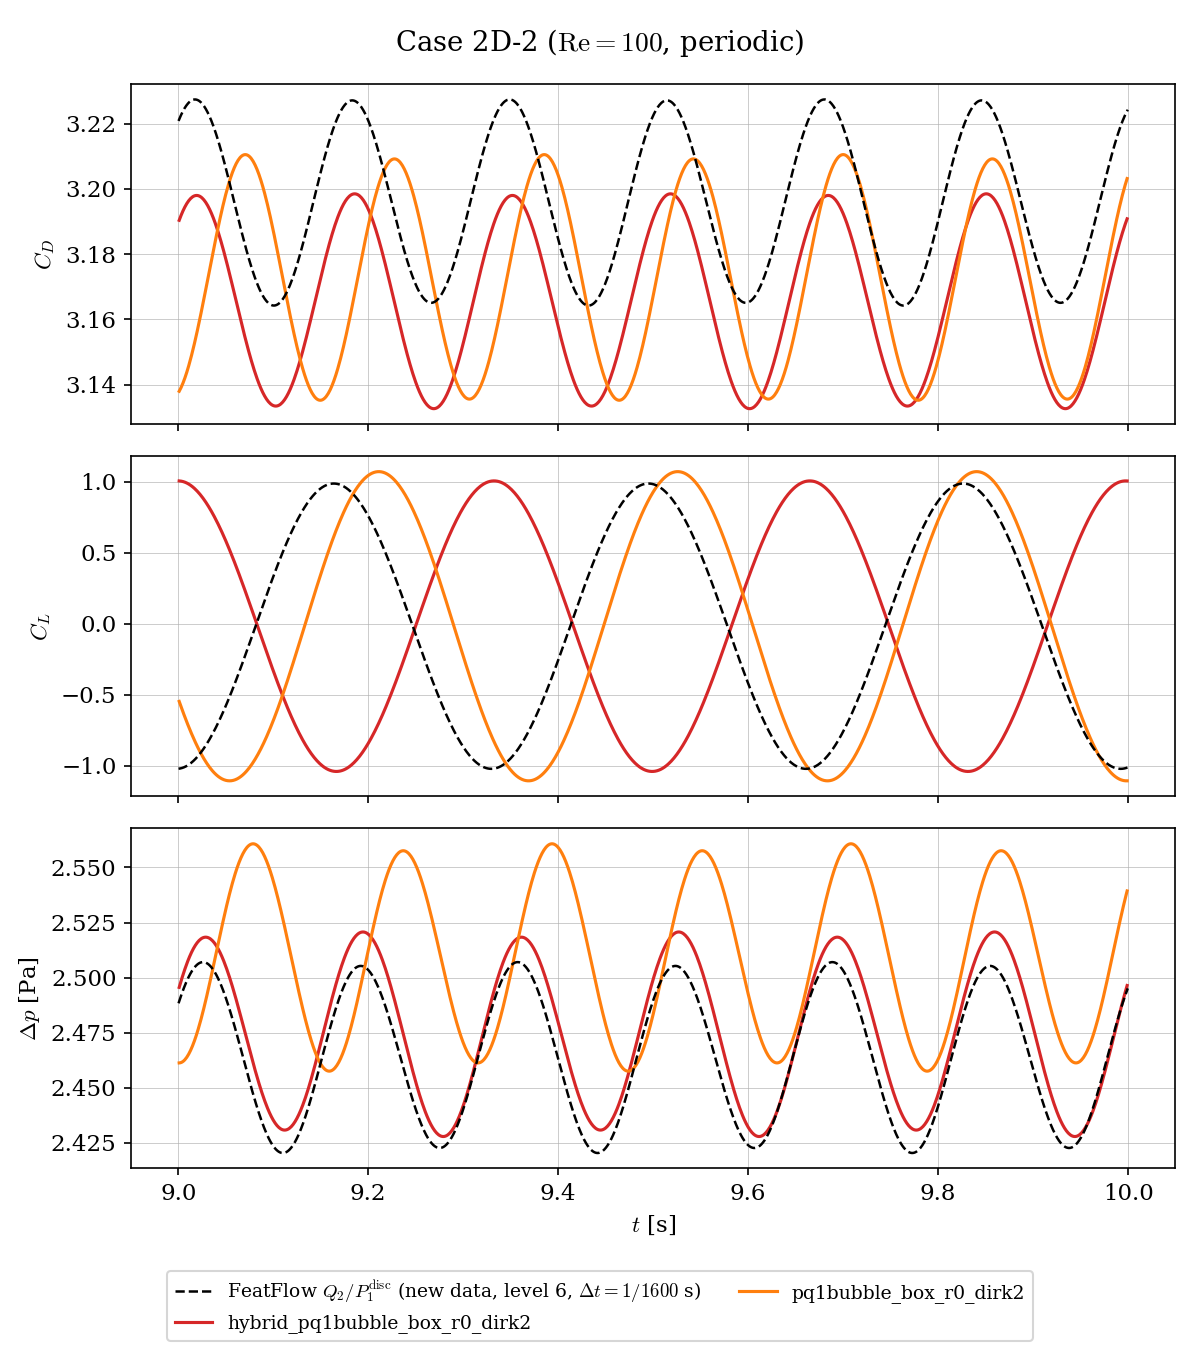 Case 2D-2 (Re = 100, periodic)
3.22
3.20
3.18
3.16
3.14
C_D
1.0
0.5
0.0
−0.5
−1.0
C_L
2.550
2.525
2.500
2.475
2.450
2.425
Δp [Pa]
9.0 9.2 9.4 9.6 9.8 10.0
t [s]
FeatFlow Q_2/P_1^disc (new data, level 6, Δt = 1/1600 s)
hybrid_pq1bubble_box_r0_dirk2
pq1bubble_box_r0_dirk2